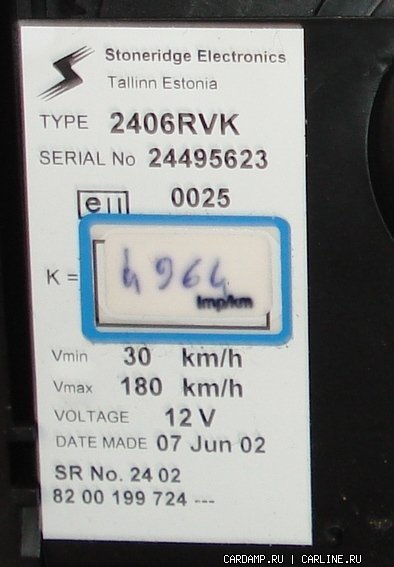 Stoneridge Electronics
Tallinn Estonia
TYPE 2406RVK
SERIAL No 24495623
e11 0025
K = 4964
Imp/km
Vmin 30 km/h
Vmax 180 km/h
VOLTAGE 12 V
DATE MADE 07 Jun 02
SR No. 24 02
82 00 199 724 ---
CARDAMP.RU | CARLINE.RU